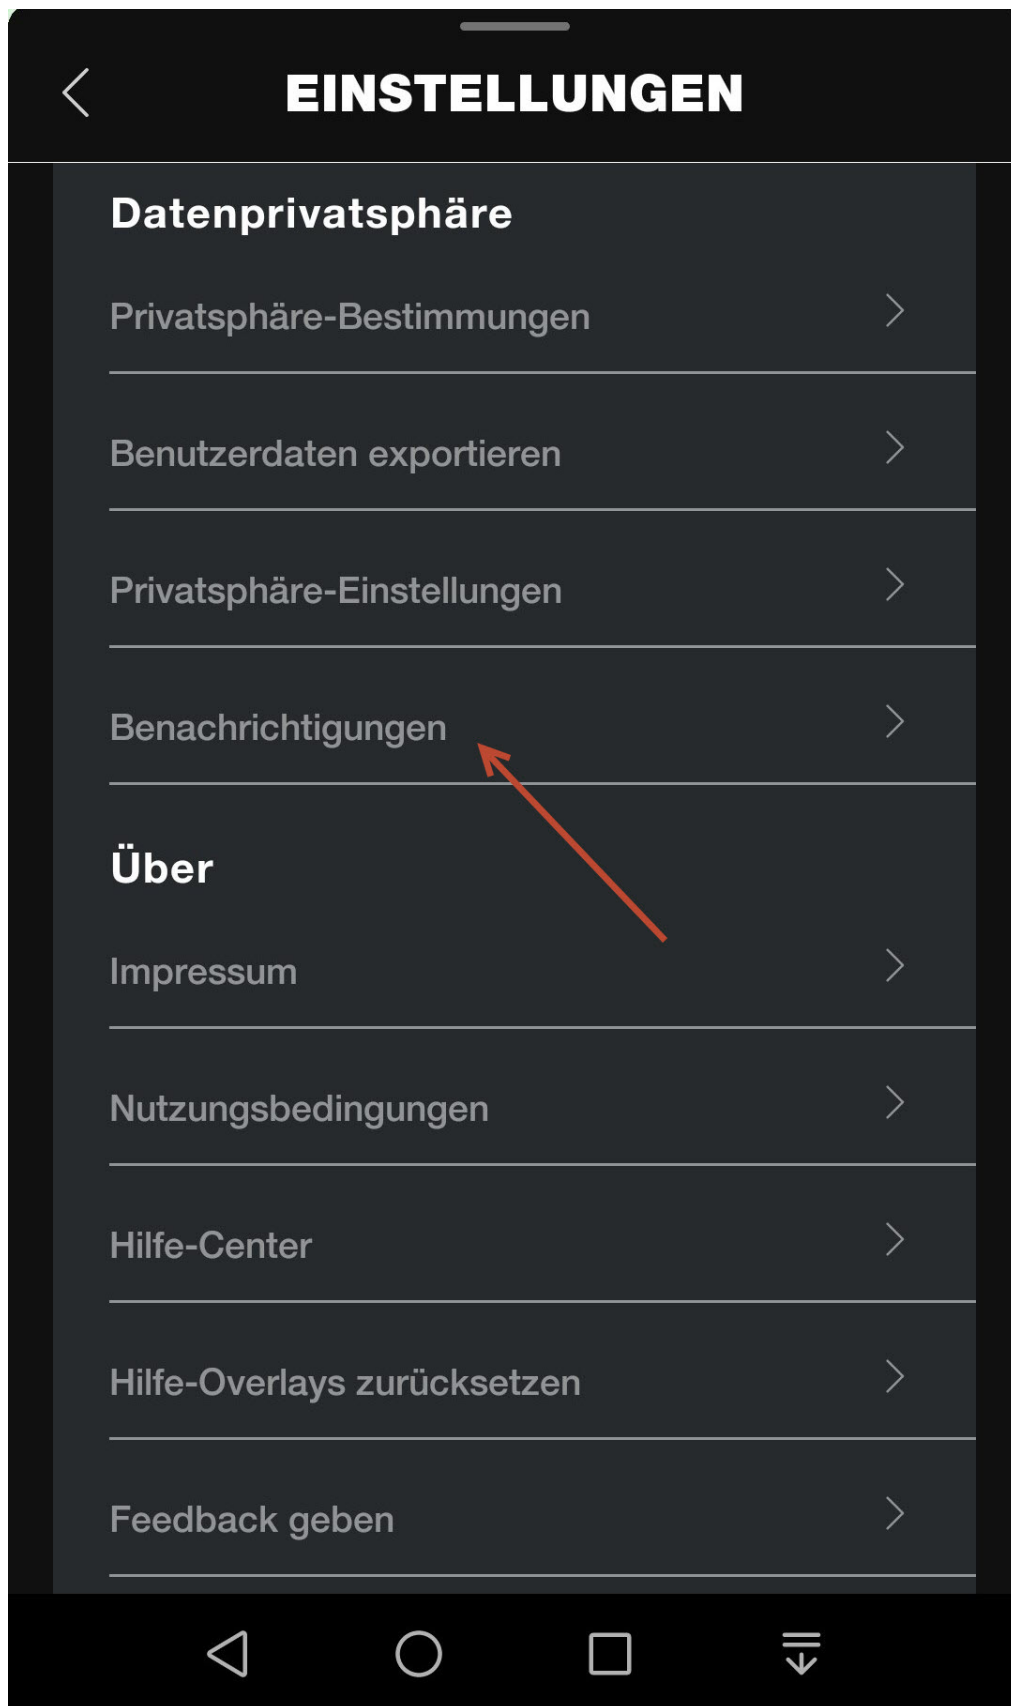 EINSTELLUNGEN
Datenprivatsphäre
Privatsphäre-Bestimmungen
Benutzerdaten exportieren
Privatsphäre-Einstellungen
Benachrichtigungen
Über
Impressum
Nutzungsbedingungen
Hilfe-Center
Hilfe-Overlays zurücksetzen
Feedback geben